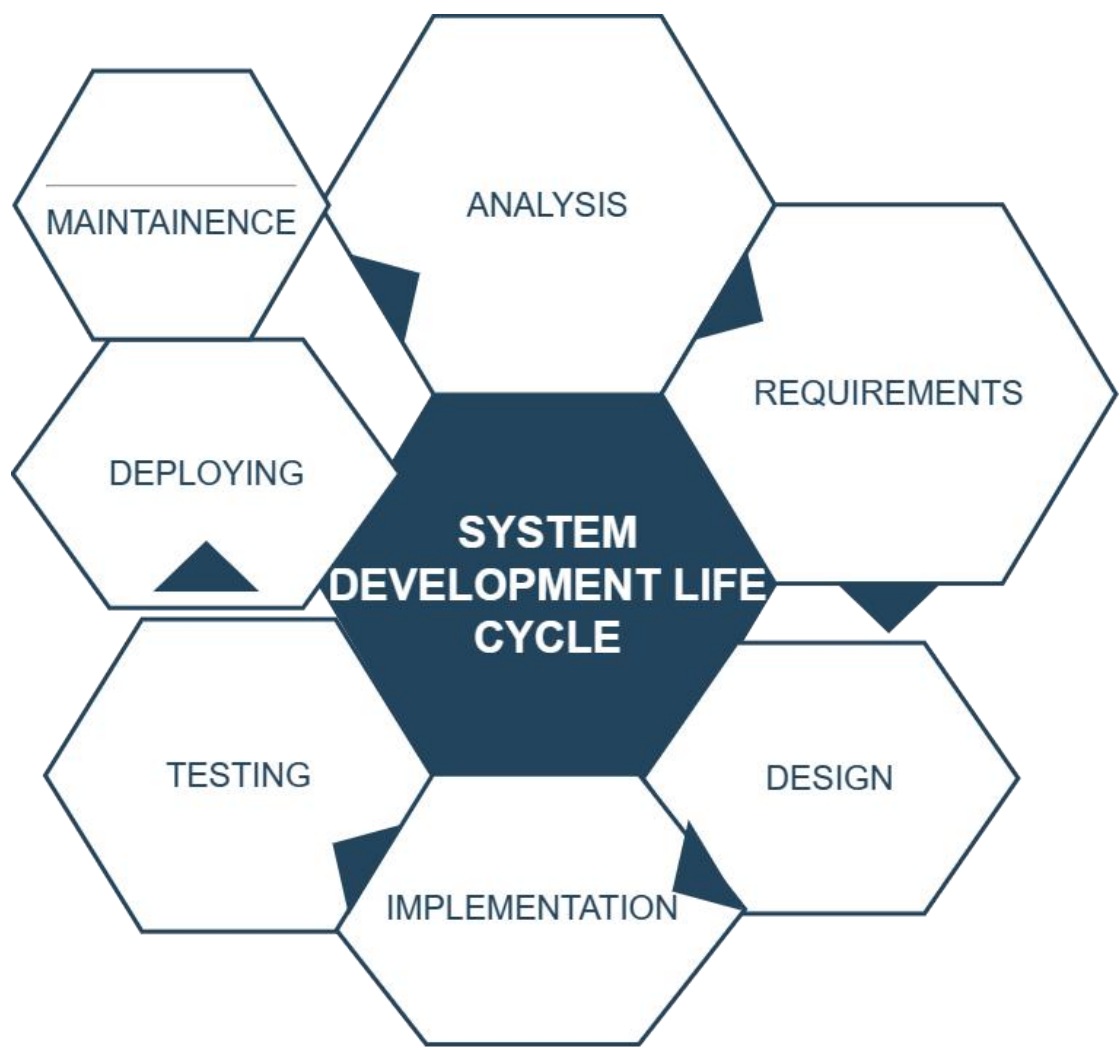 ANALYSIS
MAINTAINENCE
REQUIREMENTS
DEPLOYING
SYSTEM
DEVELOPMENT LIFE
CYCLE
TESTING
DESIGN
IMPLEMENTATION